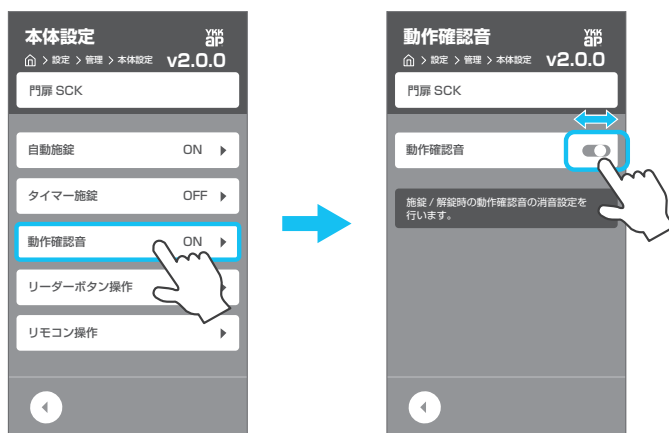 本体設定
YKK
ap
設定 > 管理 > 本体設定
v2.0.0
門扉 SCK
自動施錠 ON
タイマー施錠 OFF
動作確認音 ON
リーダーボタン操作
リモコン操作
動作確認音
YKK
ap
設定 > 管理 > 本体設定
v2.0.0
門扉 SCK
動作確認音
施錠 / 解錠時の動作確認音の消音設定を
行います。